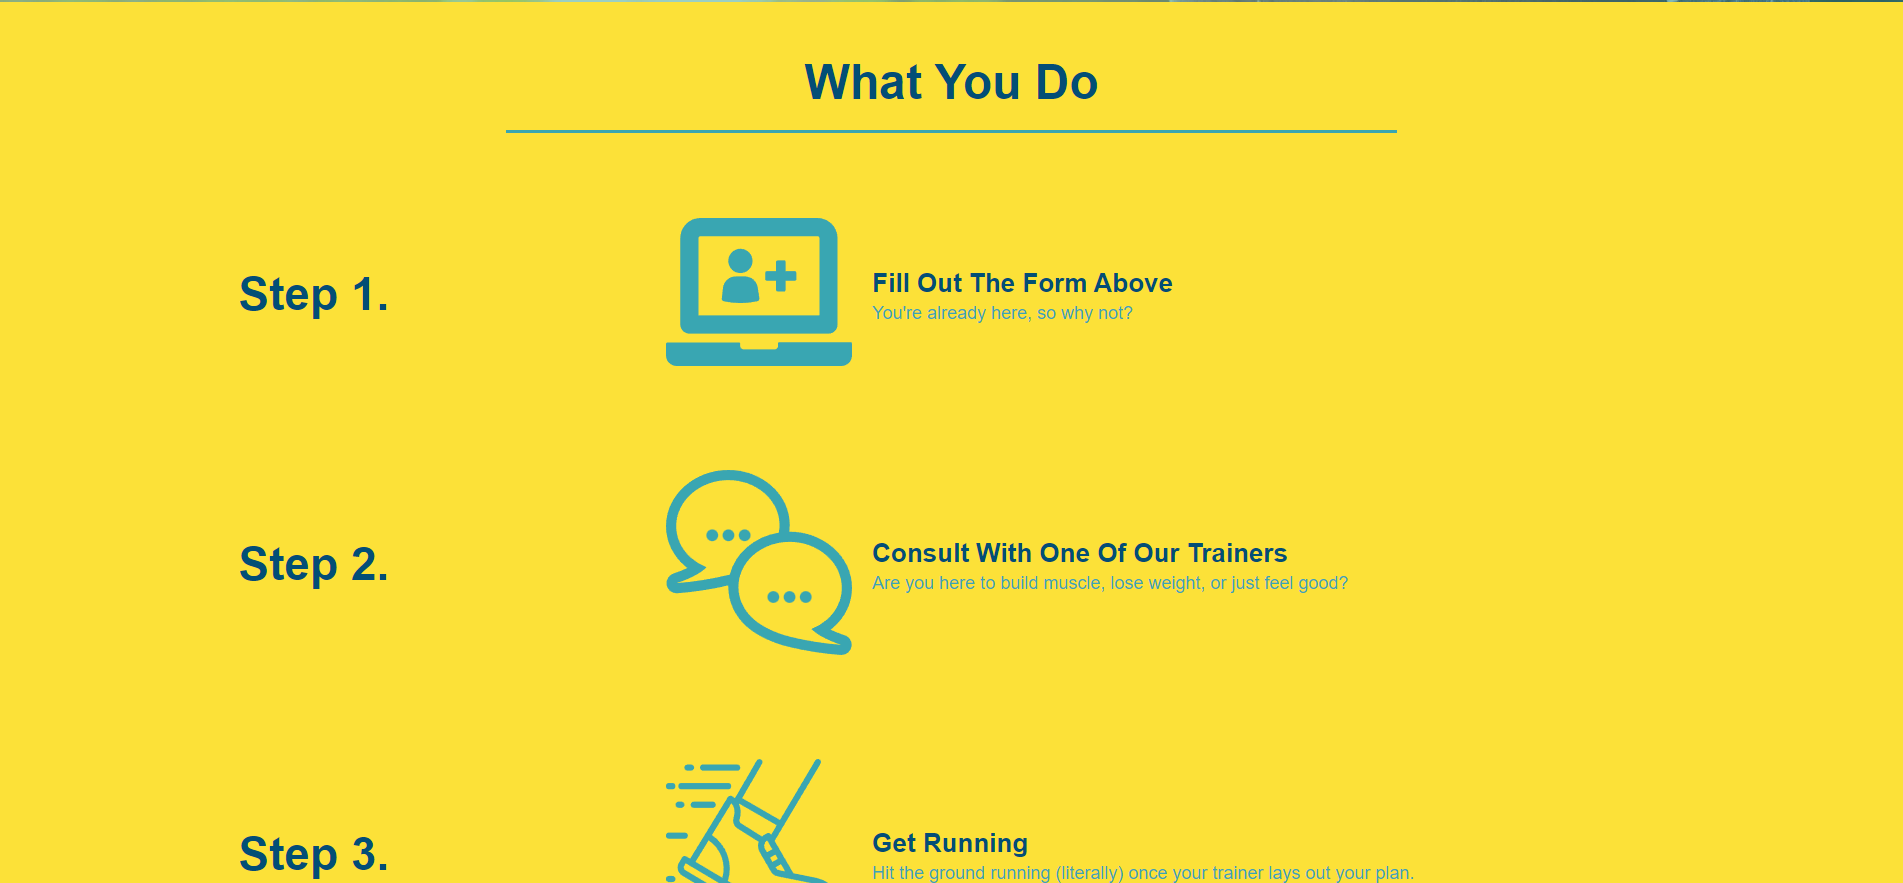 What You Do
Step 1.
Fill Out The Form Above
You're already here, so why not?
Step 2.
Consult With One Of Our Trainers
Are you here to build muscle, lose weight, or just feel good?
Step 3.
Get Running
Hit the ground running (literally) once your trainer lays out your plan.